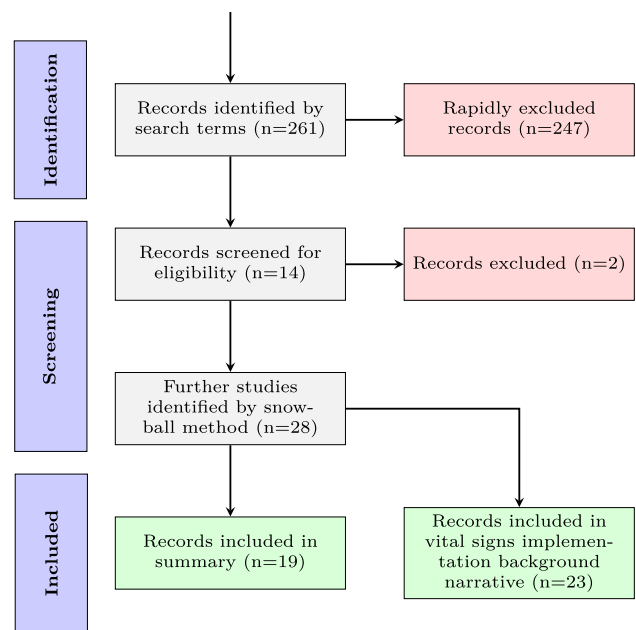 Identification
Records identified by
search terms (n=261)
Rapidly excluded
records (n=247)
Screening
Records screened for
eligibility (n=14)
Records excluded (n=2)
Further studies
identified by snow-
ball method (n=28)
Included
Records included in
summary (n=19)
Records included in
vital signs implemen-
tation background
narrative (n=23)